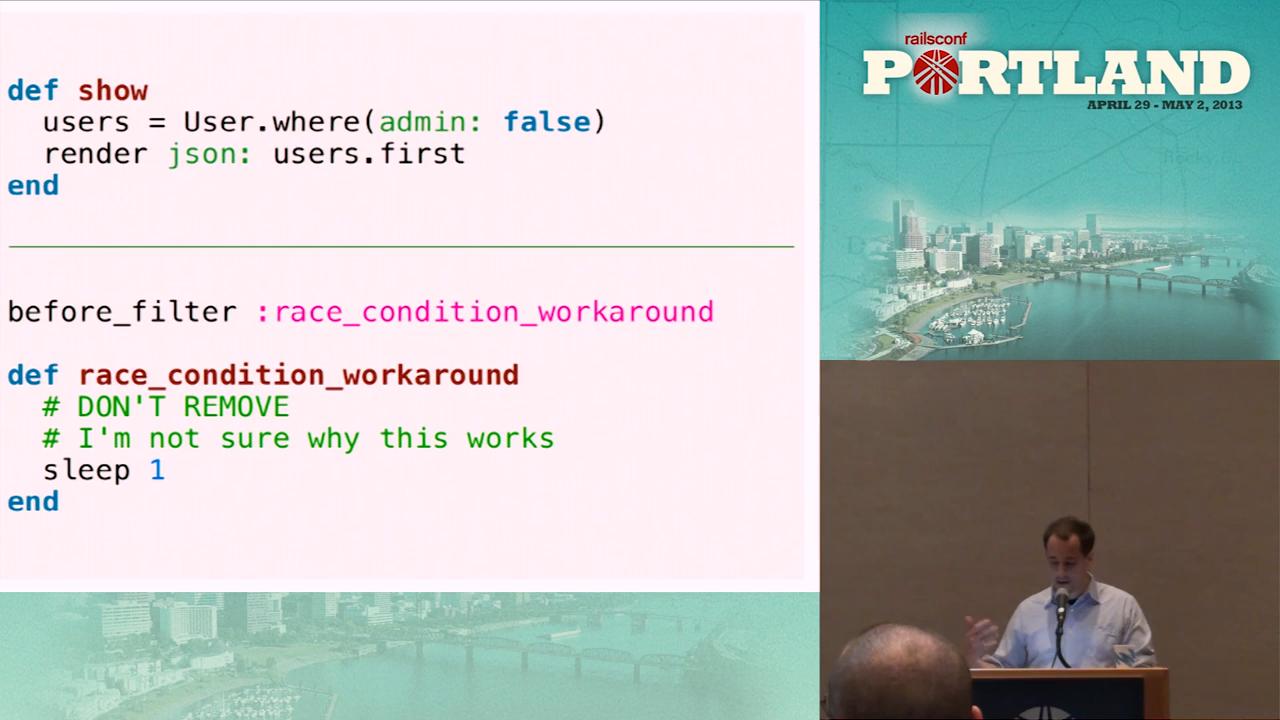 def show
  users = User.where(admin: false)
  render json: users.first
end
before_filter :race_condition_workaround
def race_condition_workaround
  # DON'T REMOVE
  # I'm not sure why this works
  sleep 1
end
railsconf
PORTLAND
APRIL 29 - MAY 2, 2013